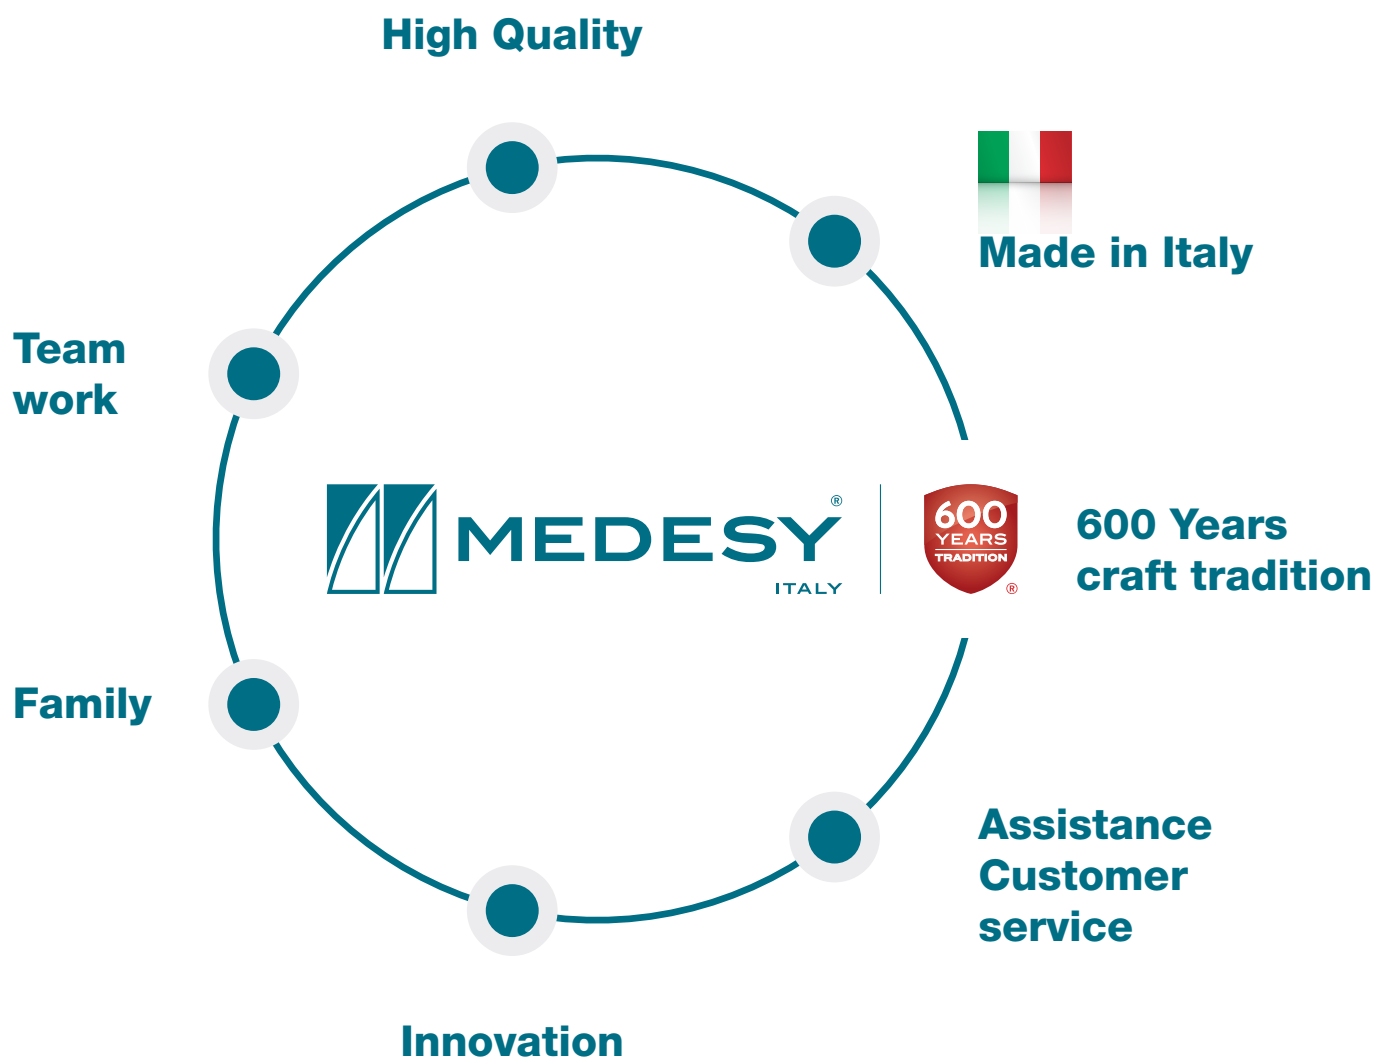 High Quality
Made in Italy
Team
work
MEDESY®
ITALY
600
YEARS
TRADITION
®
600 Years
craft tradition
Family
Assistance
Customer
service
Innovation